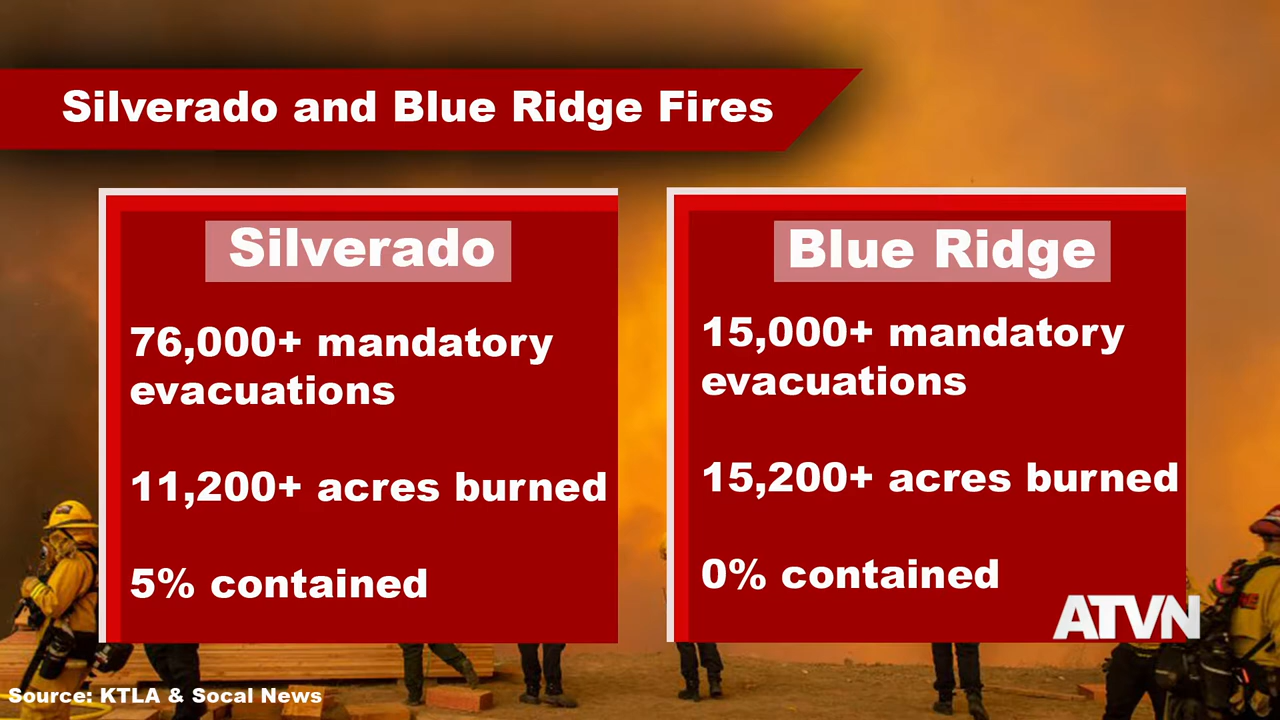 Silverado and Blue Ridge Fires
Silverado
76,000+ mandatory
evacuations
11,200+ acres burned
5% contained
Blue Ridge
15,000+ mandatory
evacuations
15,200+ acres burned
0% contained
ATVN
Source: KTLA & Socal News